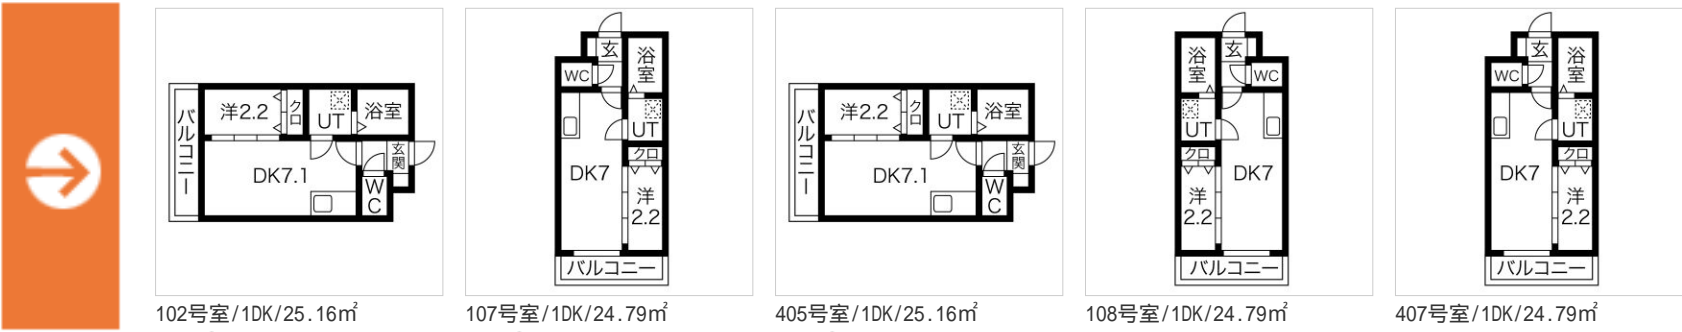 バルコニー
洋2.2
クロ
UT
浴室
DK7.1
玄関
WC
102号室/1DK/25.16㎡
玄
浴室
WC
UT
DK7
クロ
洋2.2
バルコニー
107号室/1DK/24.79㎡
バルコニー
洋2.2
クロ
UT
浴室
DK7.1
玄関
WC
405号室/1DK/25.16㎡
浴室
玄
WC
UT
クロ
DK7
洋2.2
バルコニー
108号室/1DK/24.79㎡
玄
浴室
WC
UT
クロ
DK7
洋2.2
バルコニー
407号室/1DK/24.79㎡